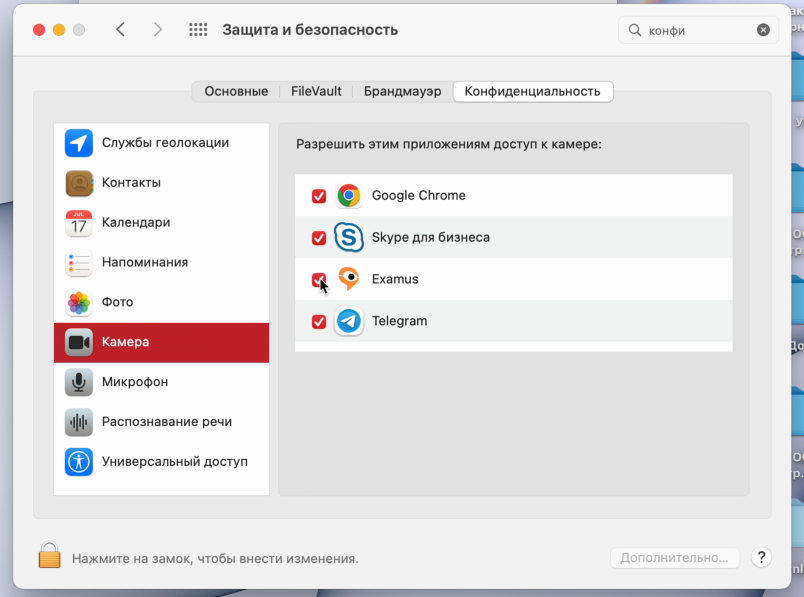 Защита и безопасность
конфи
Основные
FileVault
Брандмауэр
Конфиденциальность
Службы геолокации
Контакты
JUL
17
Календари
Напоминания
Фото
Камера
Микрофон
Распознавание речи
Универсальный доступ
Разрешить этим приложениям доступ к камере:
Google Chrome
S
Skype для бизнеса
Examus
Telegram
Нажмите на замок, чтобы внести изменения.
Дополнительно...
?